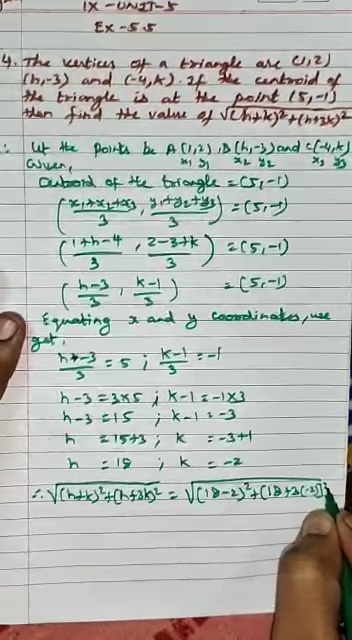 IX - UNIT-5
Ex - 5.5
4. The vertices of a triangle are (1,2)
(h,-3) and (-4,k). If the centroid of
the triangle is at the point (5,-1)
then find the value of √(h+k)²+(h+3k)²
∴ Let the points be A(1,2), B(h,-3) and C(-4,k)
x₁ y₁ x₂ y₂ x₃ y₃
Given,
Centroid of the triangle = (5,-1)
(x₁+x₂+x₃/3, y₁+y₂+y₃/3) = (5,-1)
(1+h-4/3, 2-3+k/3) = (5,-1)
(h-3/3, k-1/3) = (5,-1)
Equating x and y coordinates, we
get,
h-3/3 = 5 ; k-1/3 = -1
h-3 = 3×5 ; k-1 = -1×3
h-3 = 15 ; k-1 = -3
h = 15+3 ; k = -3+1
h = 18 ; k = -2
∴ √(h+k)²+(h+3k)² = √(18-2)²+(18+3(-2))